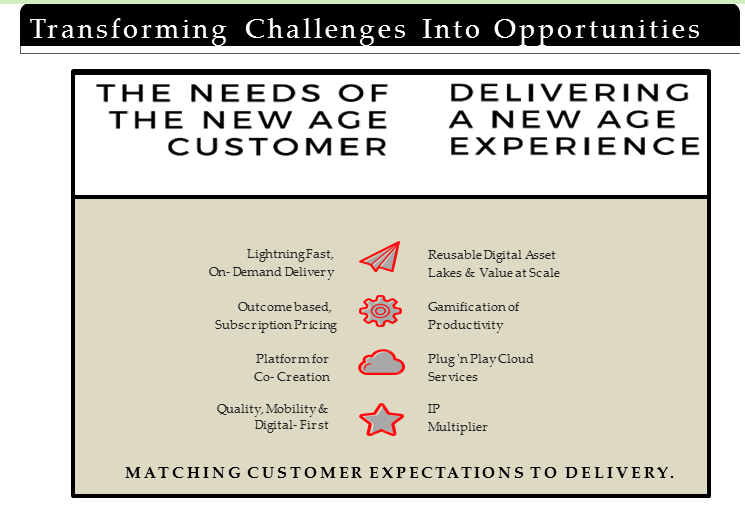 Transforming Challenges Into Opportunities
THE NEEDS OF
THE NEW AGE
CUSTOMER
DELIVERING
A NEW AGE
EXPERIENCE
Lightning Fast,
On- Demand Delivery
Reusable Digital Asset
Lakes & Value at Scale
Outcome based,
Subscription Pricing
Gamification of
Productivity
Platform for
Co- Creation
Plug 'n Play Cloud
Services
Quality, Mobility &
Digital- First
IP
Multiplier
MATCHING CUSTOMER EXPECTATIONS TO DELIVERY.